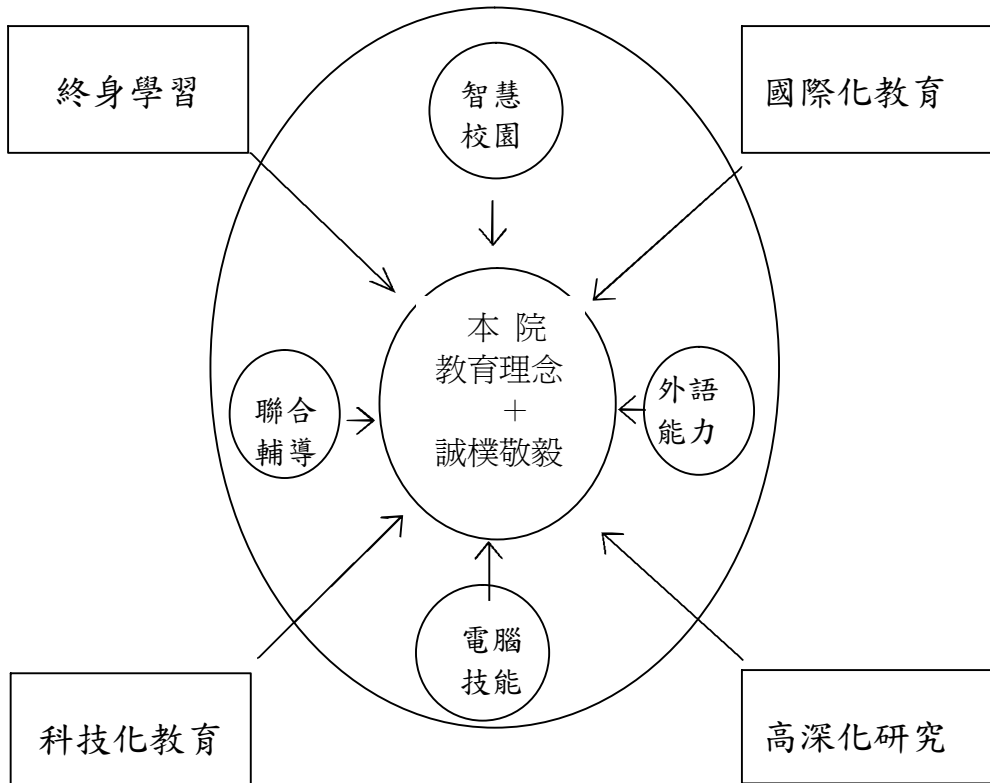 終身學習
智慧
校園
國際化教育
本 院
教育理念
+
誠樸敬毅
聯合
輔導
外語
能力
電腦
技能
科技化教育
高深化研究